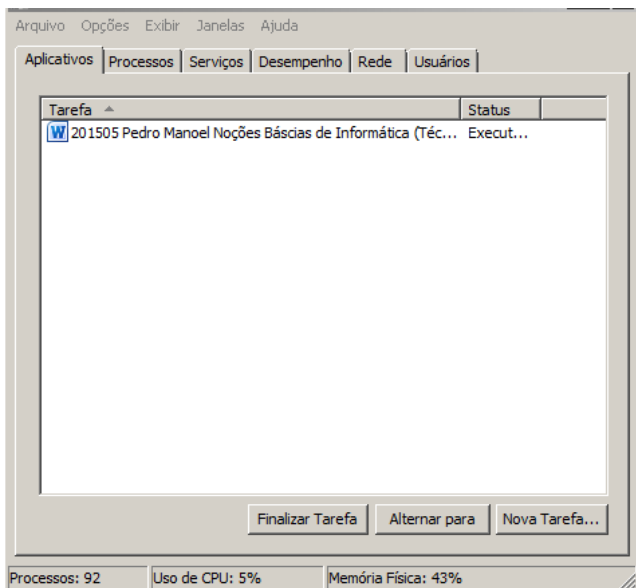 Arquivo Opções Exibir Janelas Ajuda
Aplicativos Processos Serviços Desempenho Rede Usuários
Tarefa Status
W 201505 Pedro Manoel Noções Báscias de Informática (Téc... Execut...
Finalizar Tarefa Alternar para Nova Tarefa...
Processos: 92 Uso de CPU: 5% Memória Física: 43%